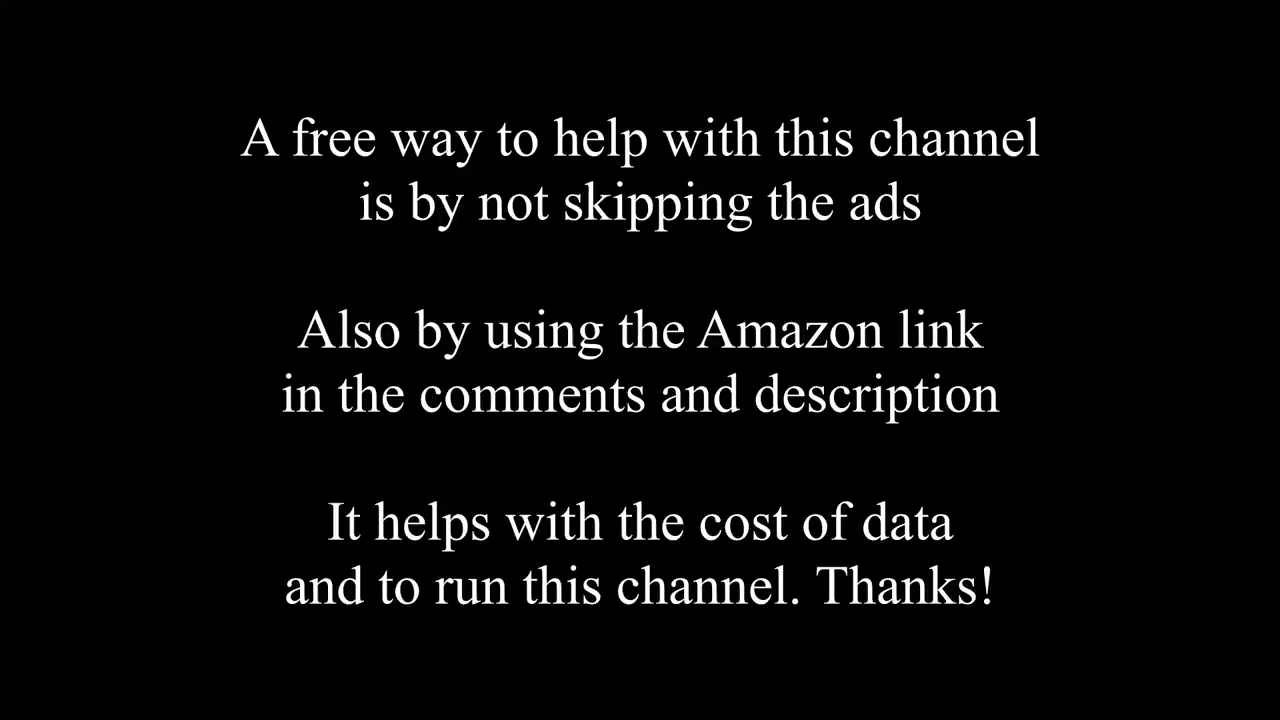 A free way to help with this channel
is by not skipping the ads
Also by using the Amazon link
in the comments and description
It helps with the cost of data
and to run this channel. Thanks!